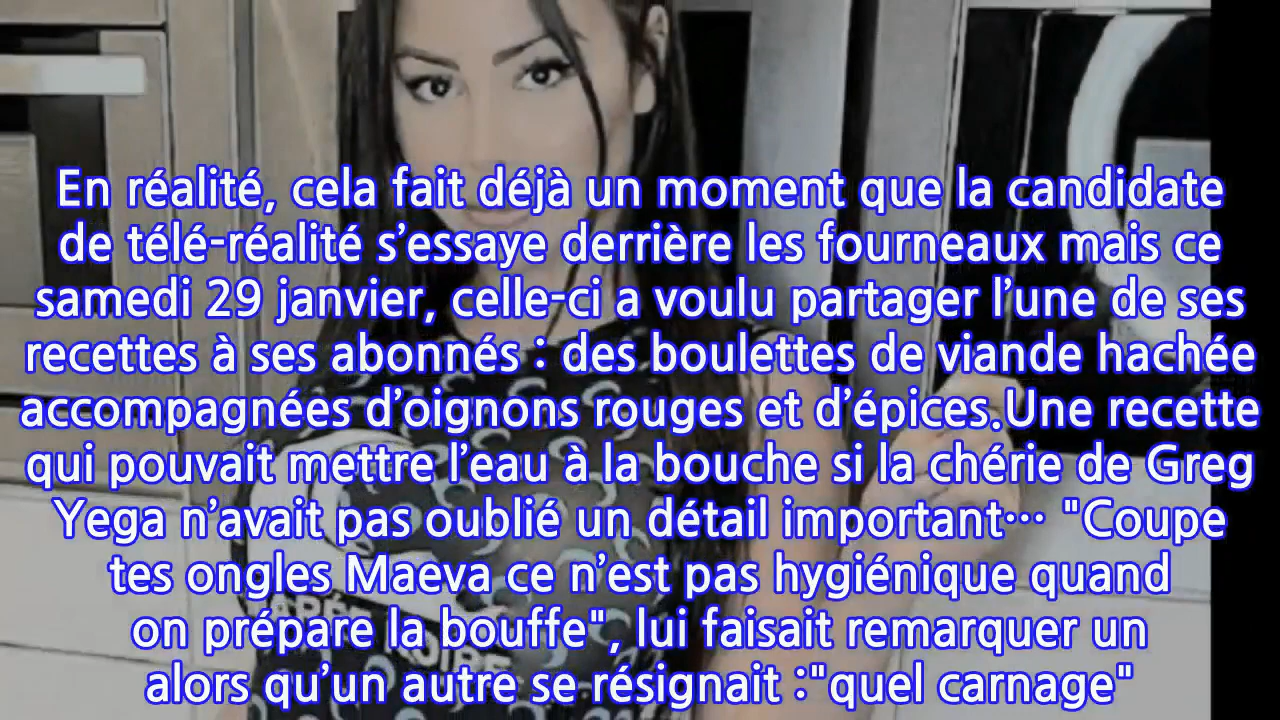 En réalité, cela fait déjà un moment que la candidate
de télé-réalité s'essaye derrière les fourneaux mais ce
samedi 29 janvier, celle-ci a voulu partager l'une de ses
recettes à ses abonnés : des boulettes de viande hachée
accompagnées d'oignons rouges et d'épices.Une recette
qui pouvait mettre l'eau à la bouche si la chérie de Greg
Yega n'avait pas oublié un détail important… "Coupe
tes ongles Maeva ce n'est pas hygiénique quand
on prépare la bouffe", lui faisait remarquer un
alors qu'un autre se résignait :"quel carnage"